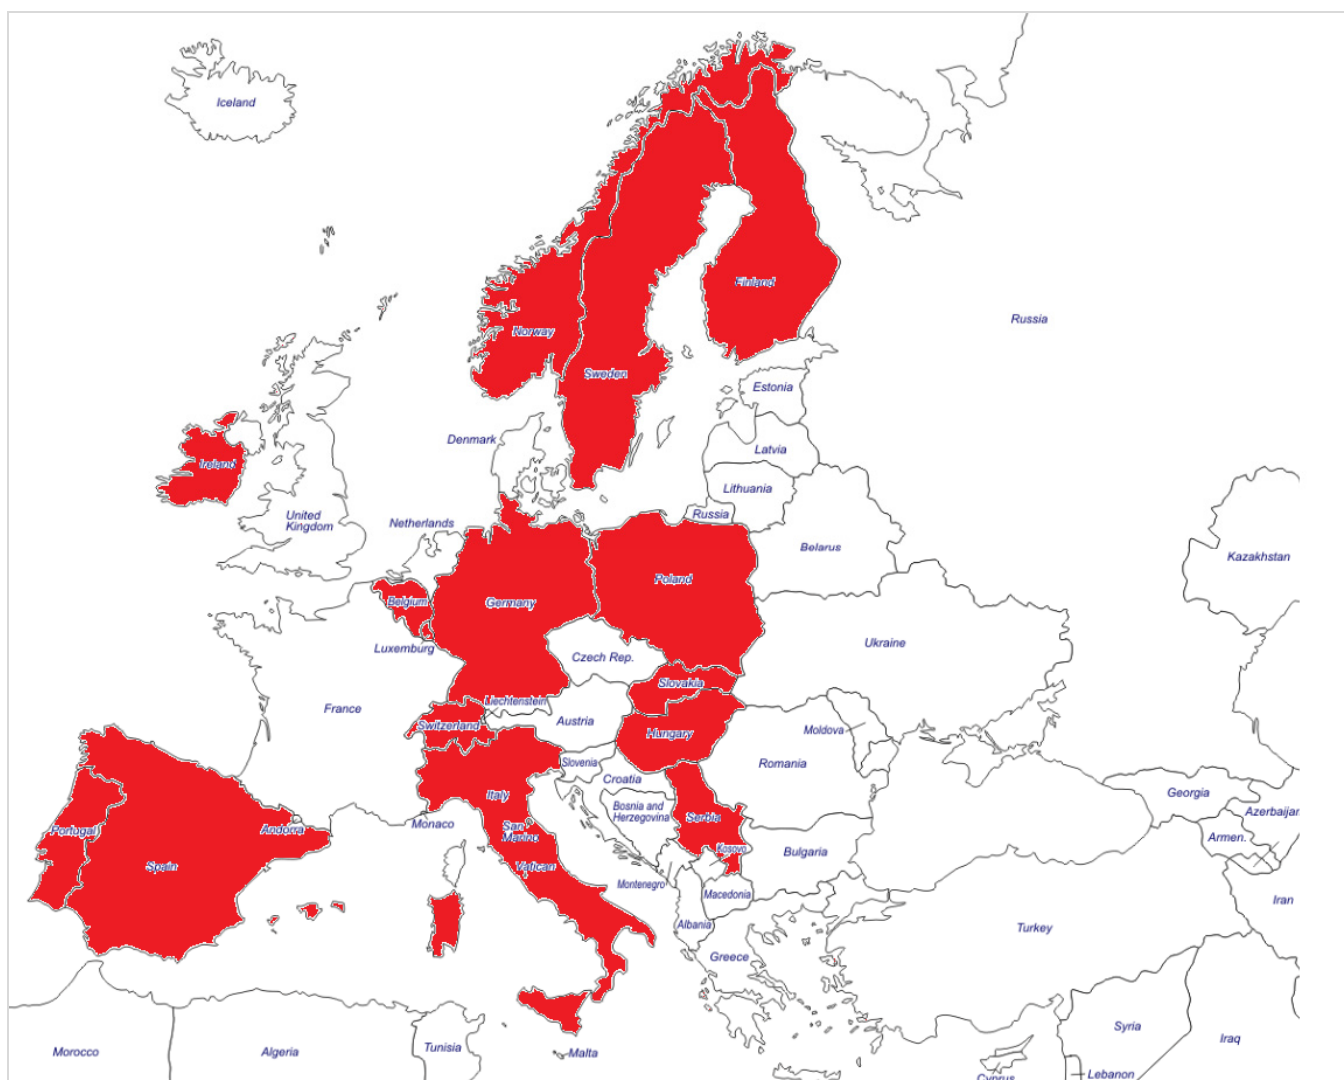 Iceland
Finland
Norway
Russia
Sweden
Estonia
Denmark
Latvia
Ireland
Lithuania
United
Kingdom
Netherlands
Russia
Belarus
Kazakhstan
Poland
Belgium
Germany
Ukraine
Luxemburg
Czech Rep.
Slovakia
Liechtenstein
France
Austria
Switzerland
Hungary
Moldova
Slovenia
Romania
Croatia
Georgia
Italy
Bosnia and
Herzegovina
Azerbaijan
Serbia
Monaco
San
Marino
Portugal
Andorra
Armen.
Kosovo
Bulgaria
Spain
Vatican
Montenegro
Macedonia
Iran
Albania
Turkey
Greece
Syria
Iraq
Morocco
Algeria
Tunisia
Malta
Cyprus
Lebanon